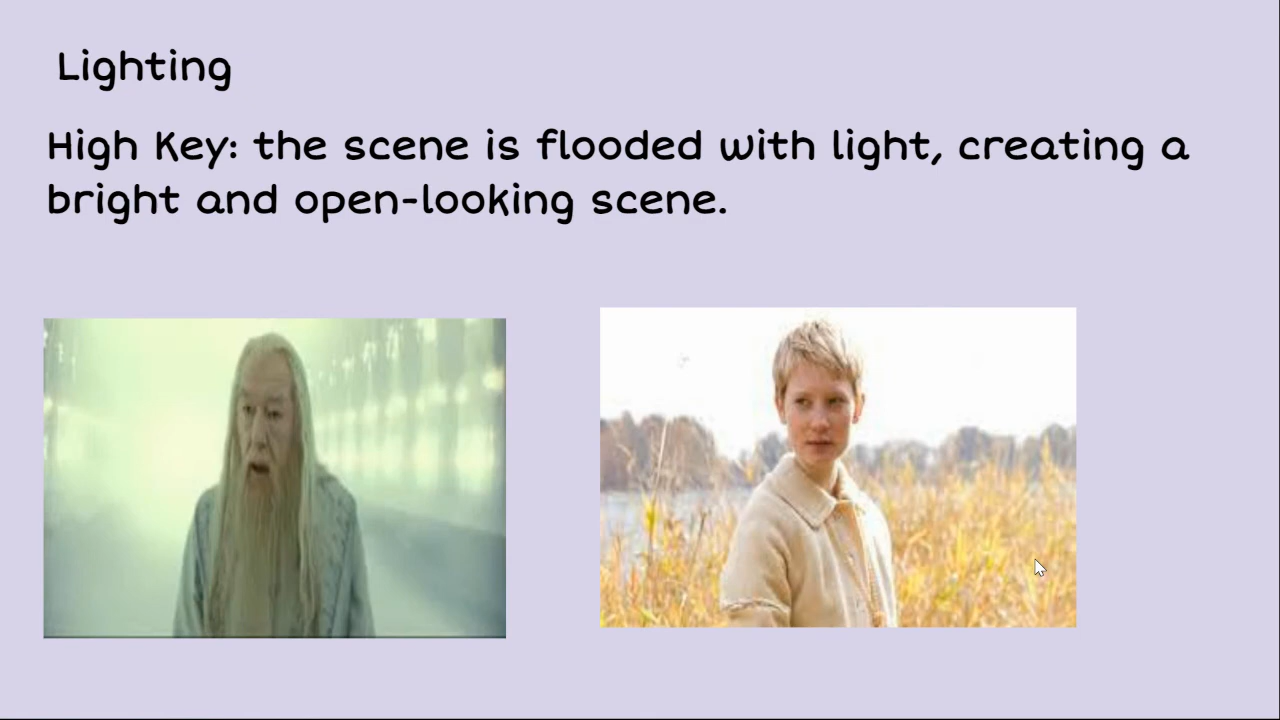 Lighting
High Key: the scene is flooded with light, creating a
bright and open-looking scene.